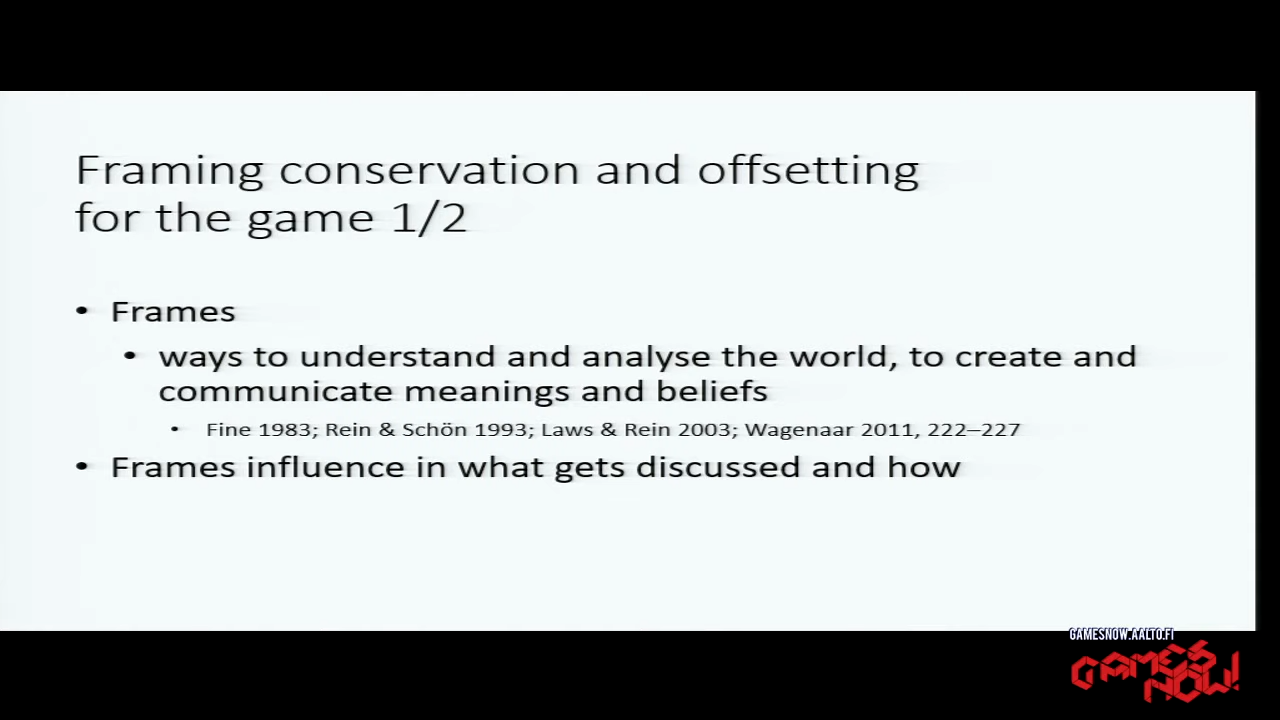 Framing conservation and offsetting
for the game 1/2
• Frames
• ways to understand and analyse the world, to create and
communicate meanings and beliefs
• Fine 1983; Rein & Schön 1993; Laws & Rein 2003; Wagenaar 2011, 222–227
• Frames influence in what gets discussed and how
GAMESNOW.AALTO.FI
GAMES
NOW!